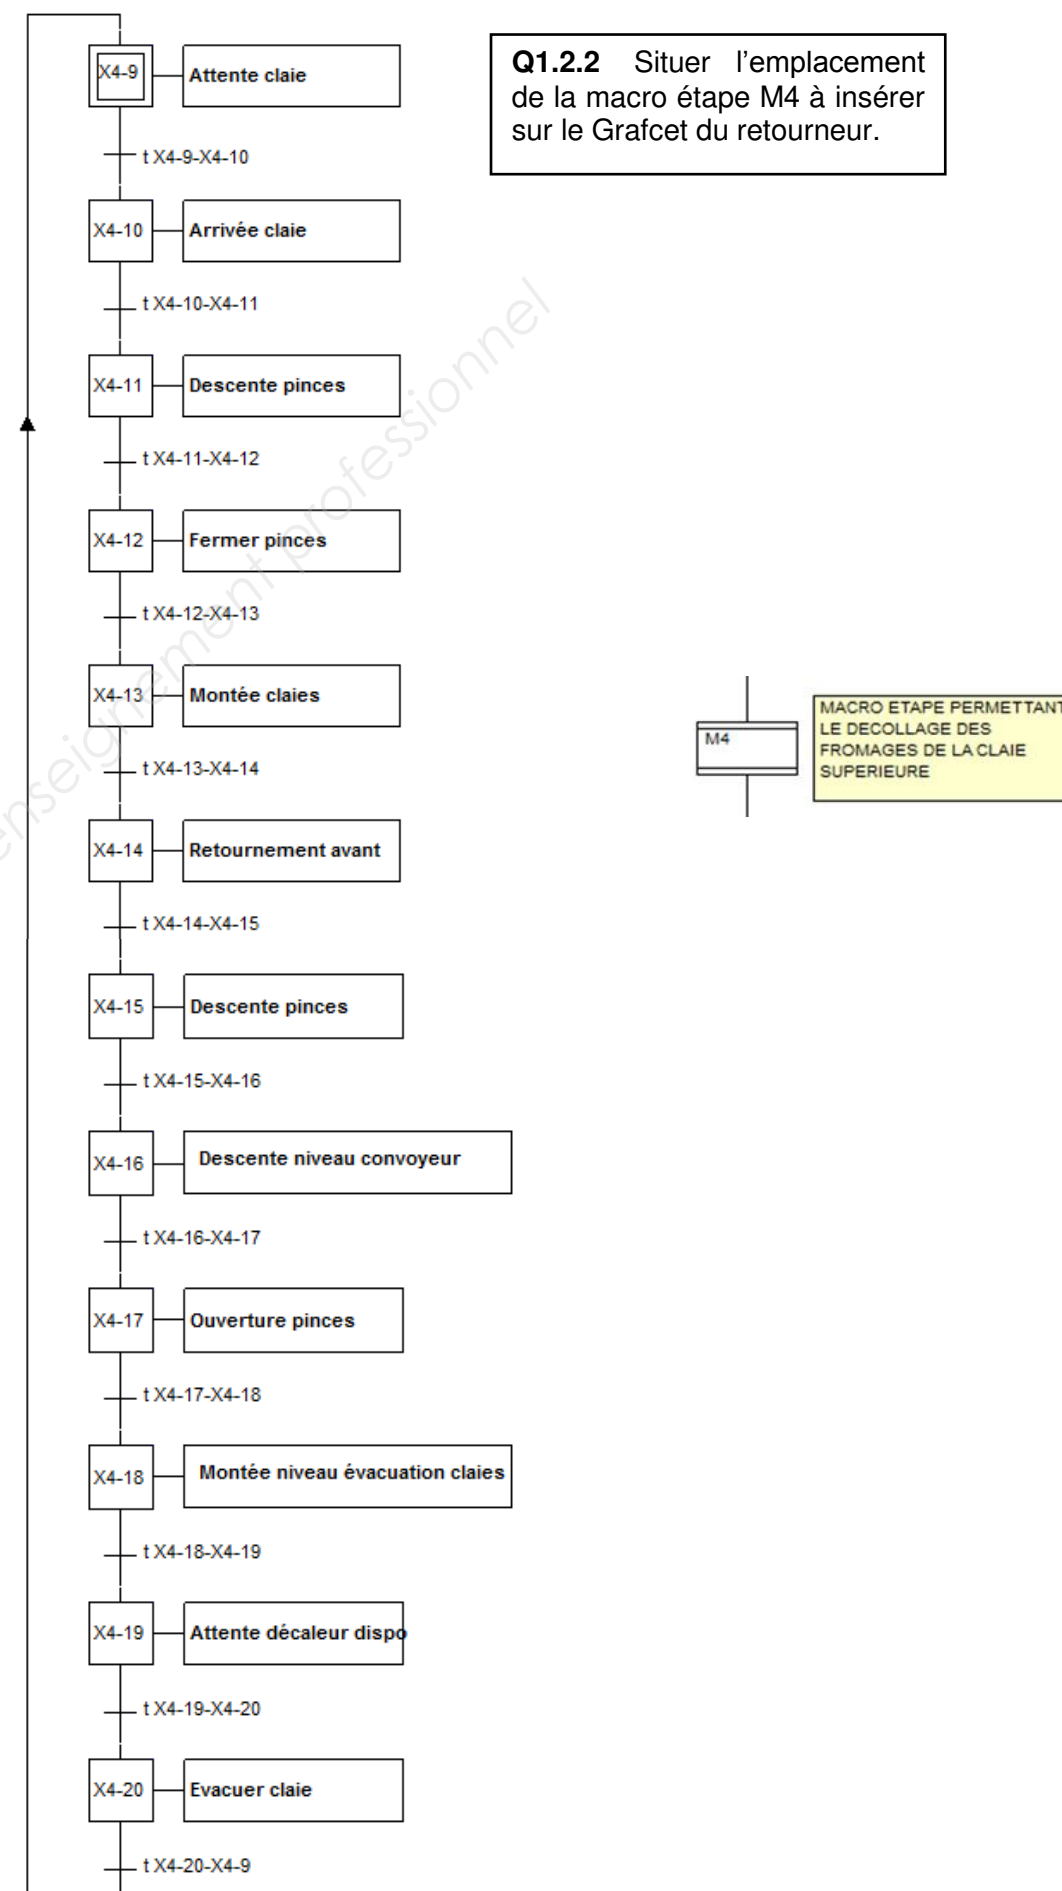 X4-9 Attente claie
Q1.2.2 Situer l'emplacement
de la macro étape M4 à insérer
sur le Grafcet du retourneur.
t X4-9-X4-10
X4-10 Arrivée claie
t X4-10-X4-11
X4-11 Descente pinces
t X4-11-X4-12
X4-12 Fermer pinces
t X4-12-X4-13
X4-13 Montée claies
M4
MACRO ETAPE PERMETTANT
LE DECOLLAGE DES
FROMAGES DE LA CLAIE
SUPERIEURE
t X4-13-X4-14
X4-14 Retournement avant
t X4-14-X4-15
X4-15 Descente pinces
t X4-15-X4-16
X4-16 Descente niveau convoyeur
t X4-16-X4-17
X4-17 Ouverture pinces
t X4-17-X4-18
X4-18 Montée niveau évacuation claies
t X4-18-X4-19
X4-19 Attente décaleur dispo
t X4-19-X4-20
X4-20 Evacuer claie
t X4-20-X4-9
enseignement professionnel